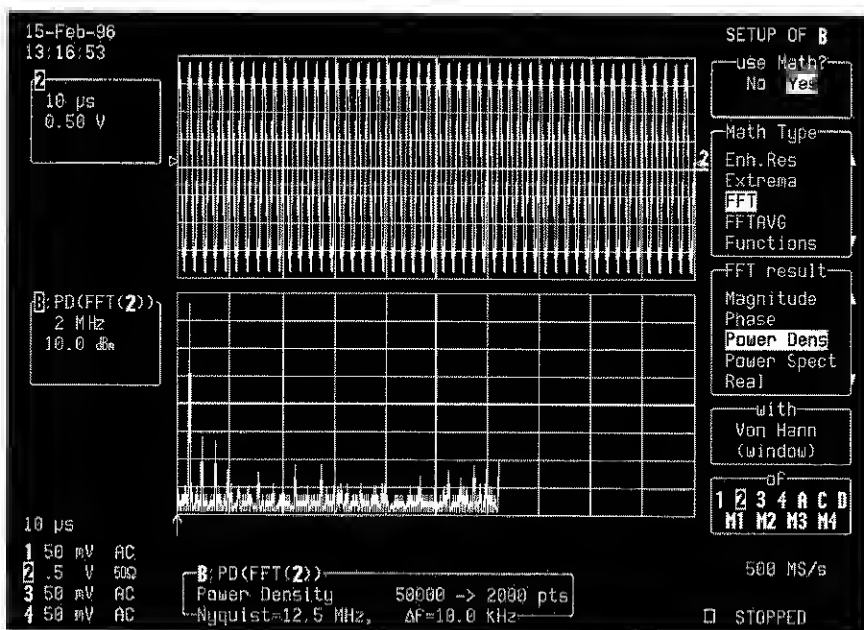 15-Feb-96
13:16:53
2
10 µs
0.50 V
2
B:PD(FFT(2))
2 MHz
10.0 dBm
10 µs
1 50 mV AC
2 .5 V 50Ω
3 50 mV AC
4 50 mV AC
B:PD(FFT(2))
Power Density 50000 -> 2000 pts
Nyquist=12.5 MHz, Δf=10.0 KHz
SETUP OF B
use Math?
No Yes
Math Type
Enh.Res
Extrema
FFT
FFTAVG
Functions
FFT result
Magnitude
Phase
Power Dens
Power Spect
Real
with
Von Hann
(window)
of
1 2 3 4 A C D
M1 M2 M3 M4
500 MS/s
STOPPED